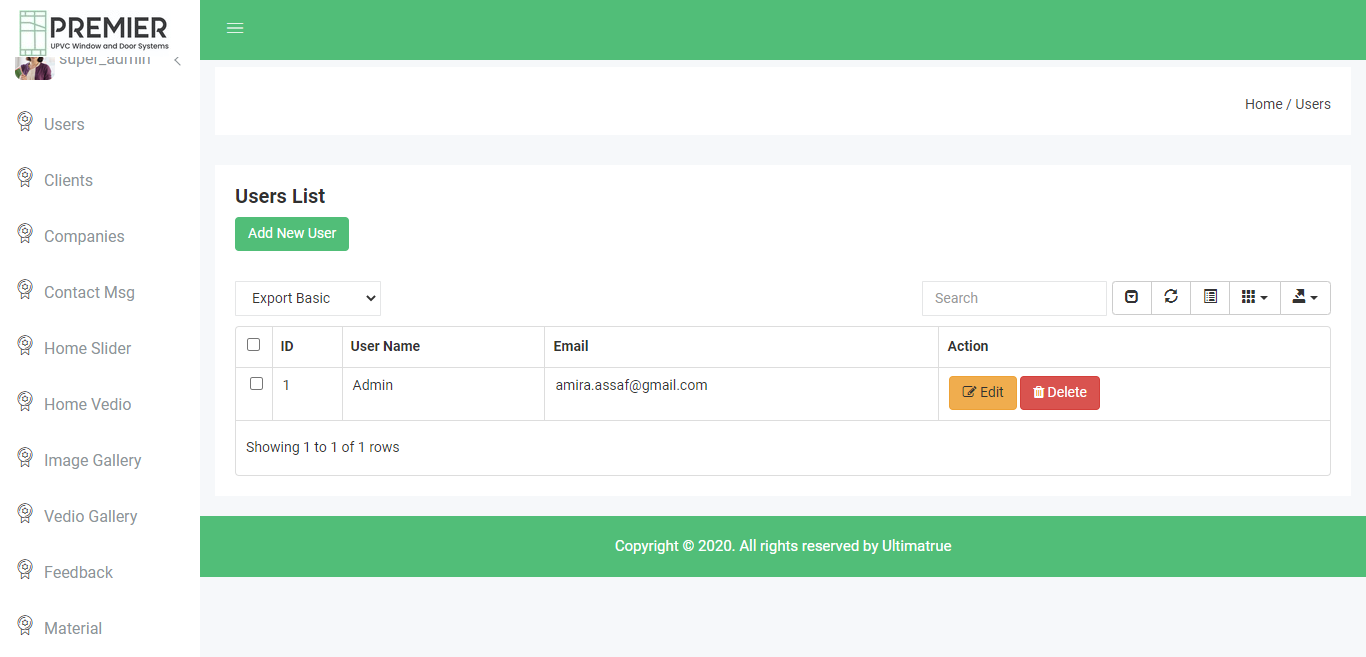 PREMIER
UPVC Window and Door Systems
super_admin
Users
Clients
Companies
Contact Msg
Home Slider
Home Vedio
Image Gallery
Vedio Gallery
Feedback
Material
Home / Users
Users List
Add New User
Export Basic
Search
ID User Name Email Action
1 Admin amira.assaf@gmail.com Edit Delete
Showing 1 to 1 of 1 rows
Copyright © 2020. All rights reserved by Ultimatrue